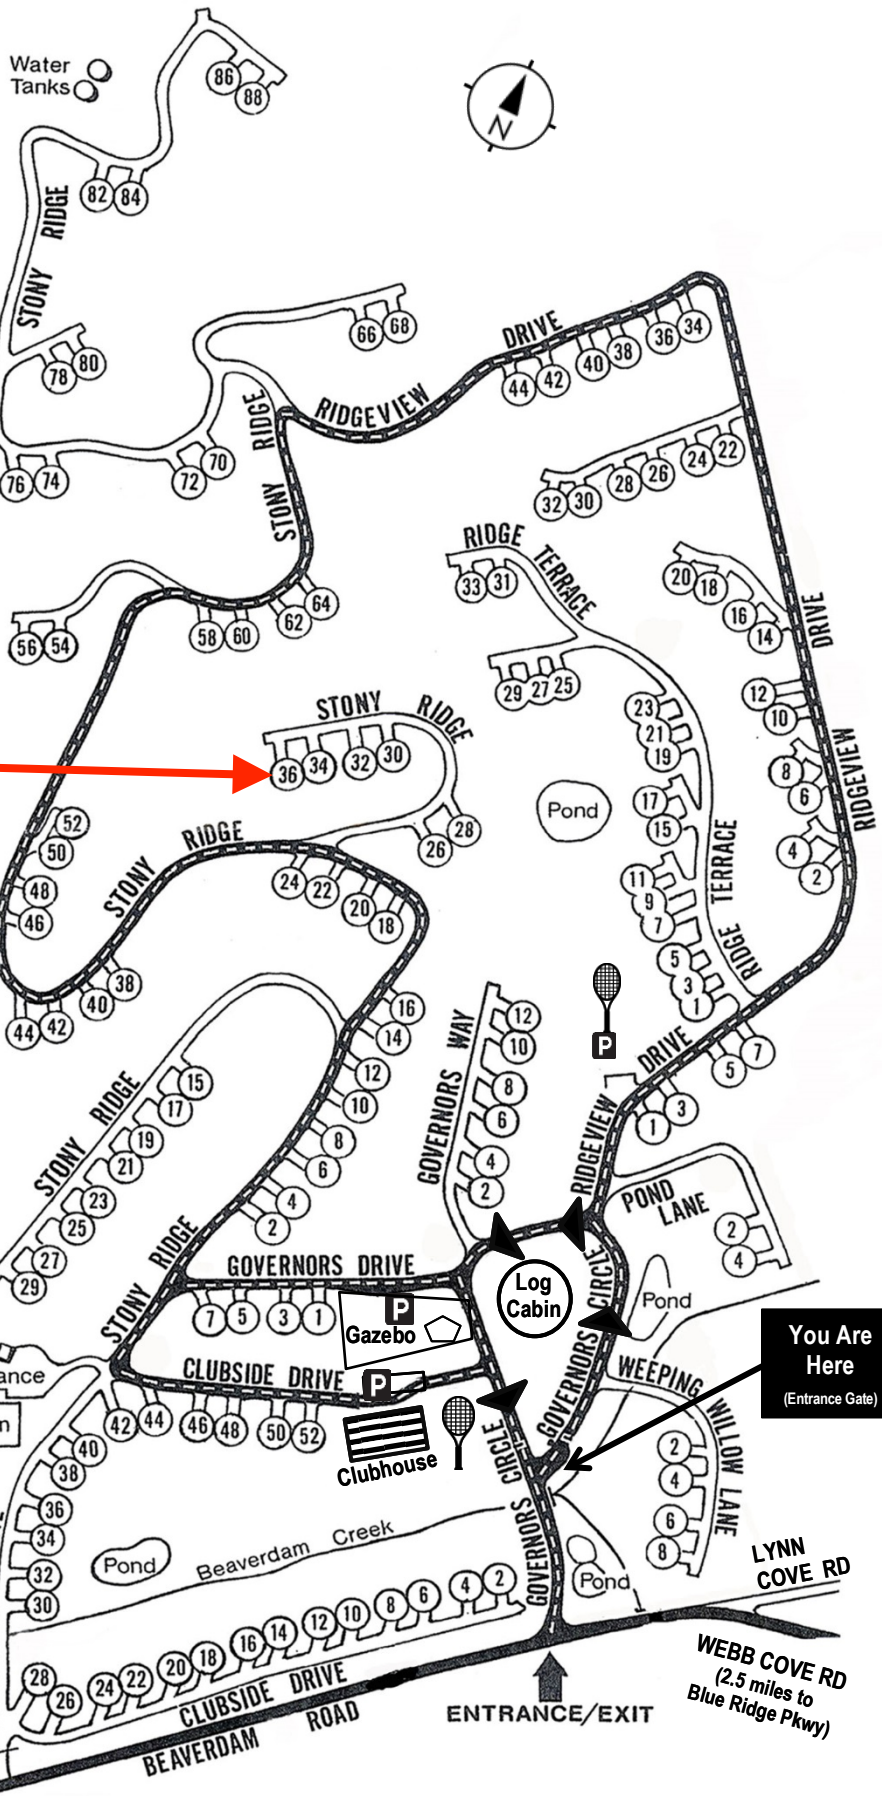 Water
Tanks
86
88
N
82
84
STONY RIDGE
66
68
78
80
DRIVE
34
36
38
40
42
44
RIDGEVIEW
STONY RIDGE
70
72
74
76
22
24
26
28
30
32
RIDGE TERRACE
33
31
20
18
16
14
DRIVE
64
62
60
58
56
54
29
27
25
12
10
23
21
19
STONY RIDGE
36
34
32
30
RIDGEVIEW
8
6
17
15
Pond
28
26
52
50
48
46
STONY RIDGE
4
2
TERRACE
24
22
20
18
11
9
7
RIDGE
5
3
1
38
40
42
44
16
14
12
10
8
6
4
2
P
GOVERNORS WAY
12
10
8
6
4
2
DRIVE
7
5
3
1
RIDGEVIEW
STONY RIDGE
15
17
19
21
23
25
27
29
POND
LANE
2
4
STONY RIDGE
GOVERNORS DRIVE
7
5
3
1
P
Gazebo
Log
Cabin
GOVERNORS CIRCLE
Pond
You Are
Here
(Entrance Gate)
ance
n
CLUBSIDE DRIVE
P
WEEPING
WILLOW LANE
42
44
46
48
50
52
Clubhouse
GOVERNORS CIRCLE
2
4
6
8
40
38
36
34
32
30
Pond
Beaverdam Creek
Pond
LYNN
COVE RD
2
4
6
8
10
12
14
16
18
20
22
24
26
28
CLUBSIDE DRIVE
BEAVERDAM ROAD
ENTRANCE/EXIT
WEBB COVE RD
(2.5 miles to
Blue Ridge Pkwy)